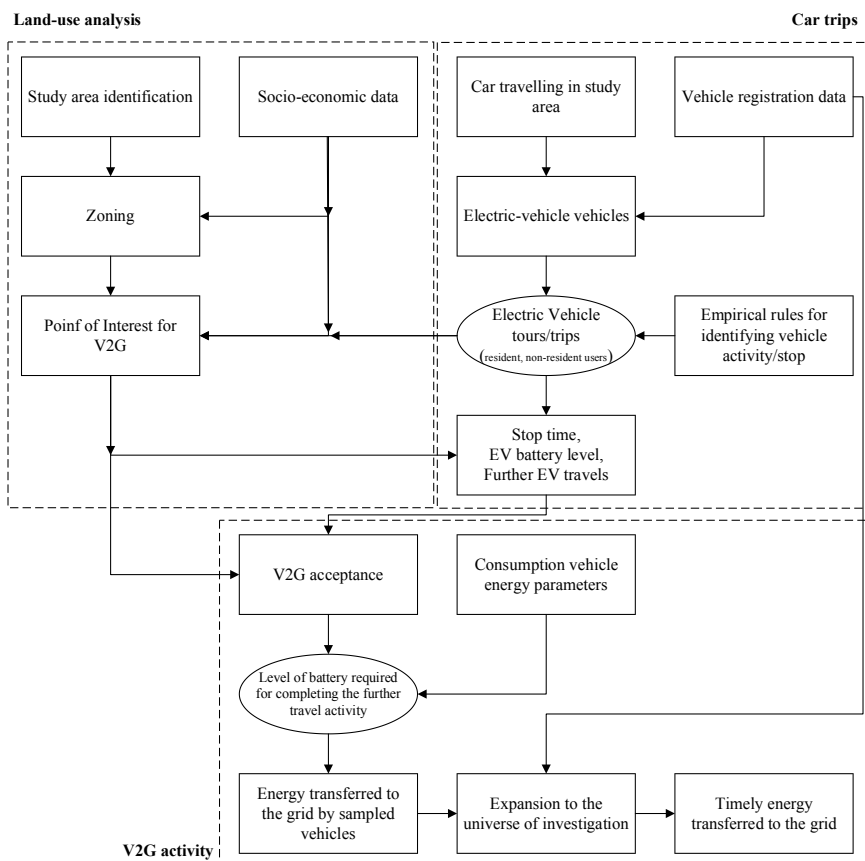 Land-use analysis
Car trips
Study area identification
Socio-economic data
Car travelling in study
area
Vehicle registration data
Zoning
Electric-vehicle vehicles
Poinf of Interest for
V2G
Electric Vehicle
tours/trips
(resident, non-resident users)
Empirical rules for
identifying vehicle
activity/stop
Stop time,
EV battery level,
Further EV travels
V2G acceptance
Consumption vehicle
energy parameters
Level of battery required
for completing the further
travel activity
Energy transferred to
the grid by sampled
vehicles
Expansion to the
universe of investigation
Timely energy
transferred to the grid
V2G activity